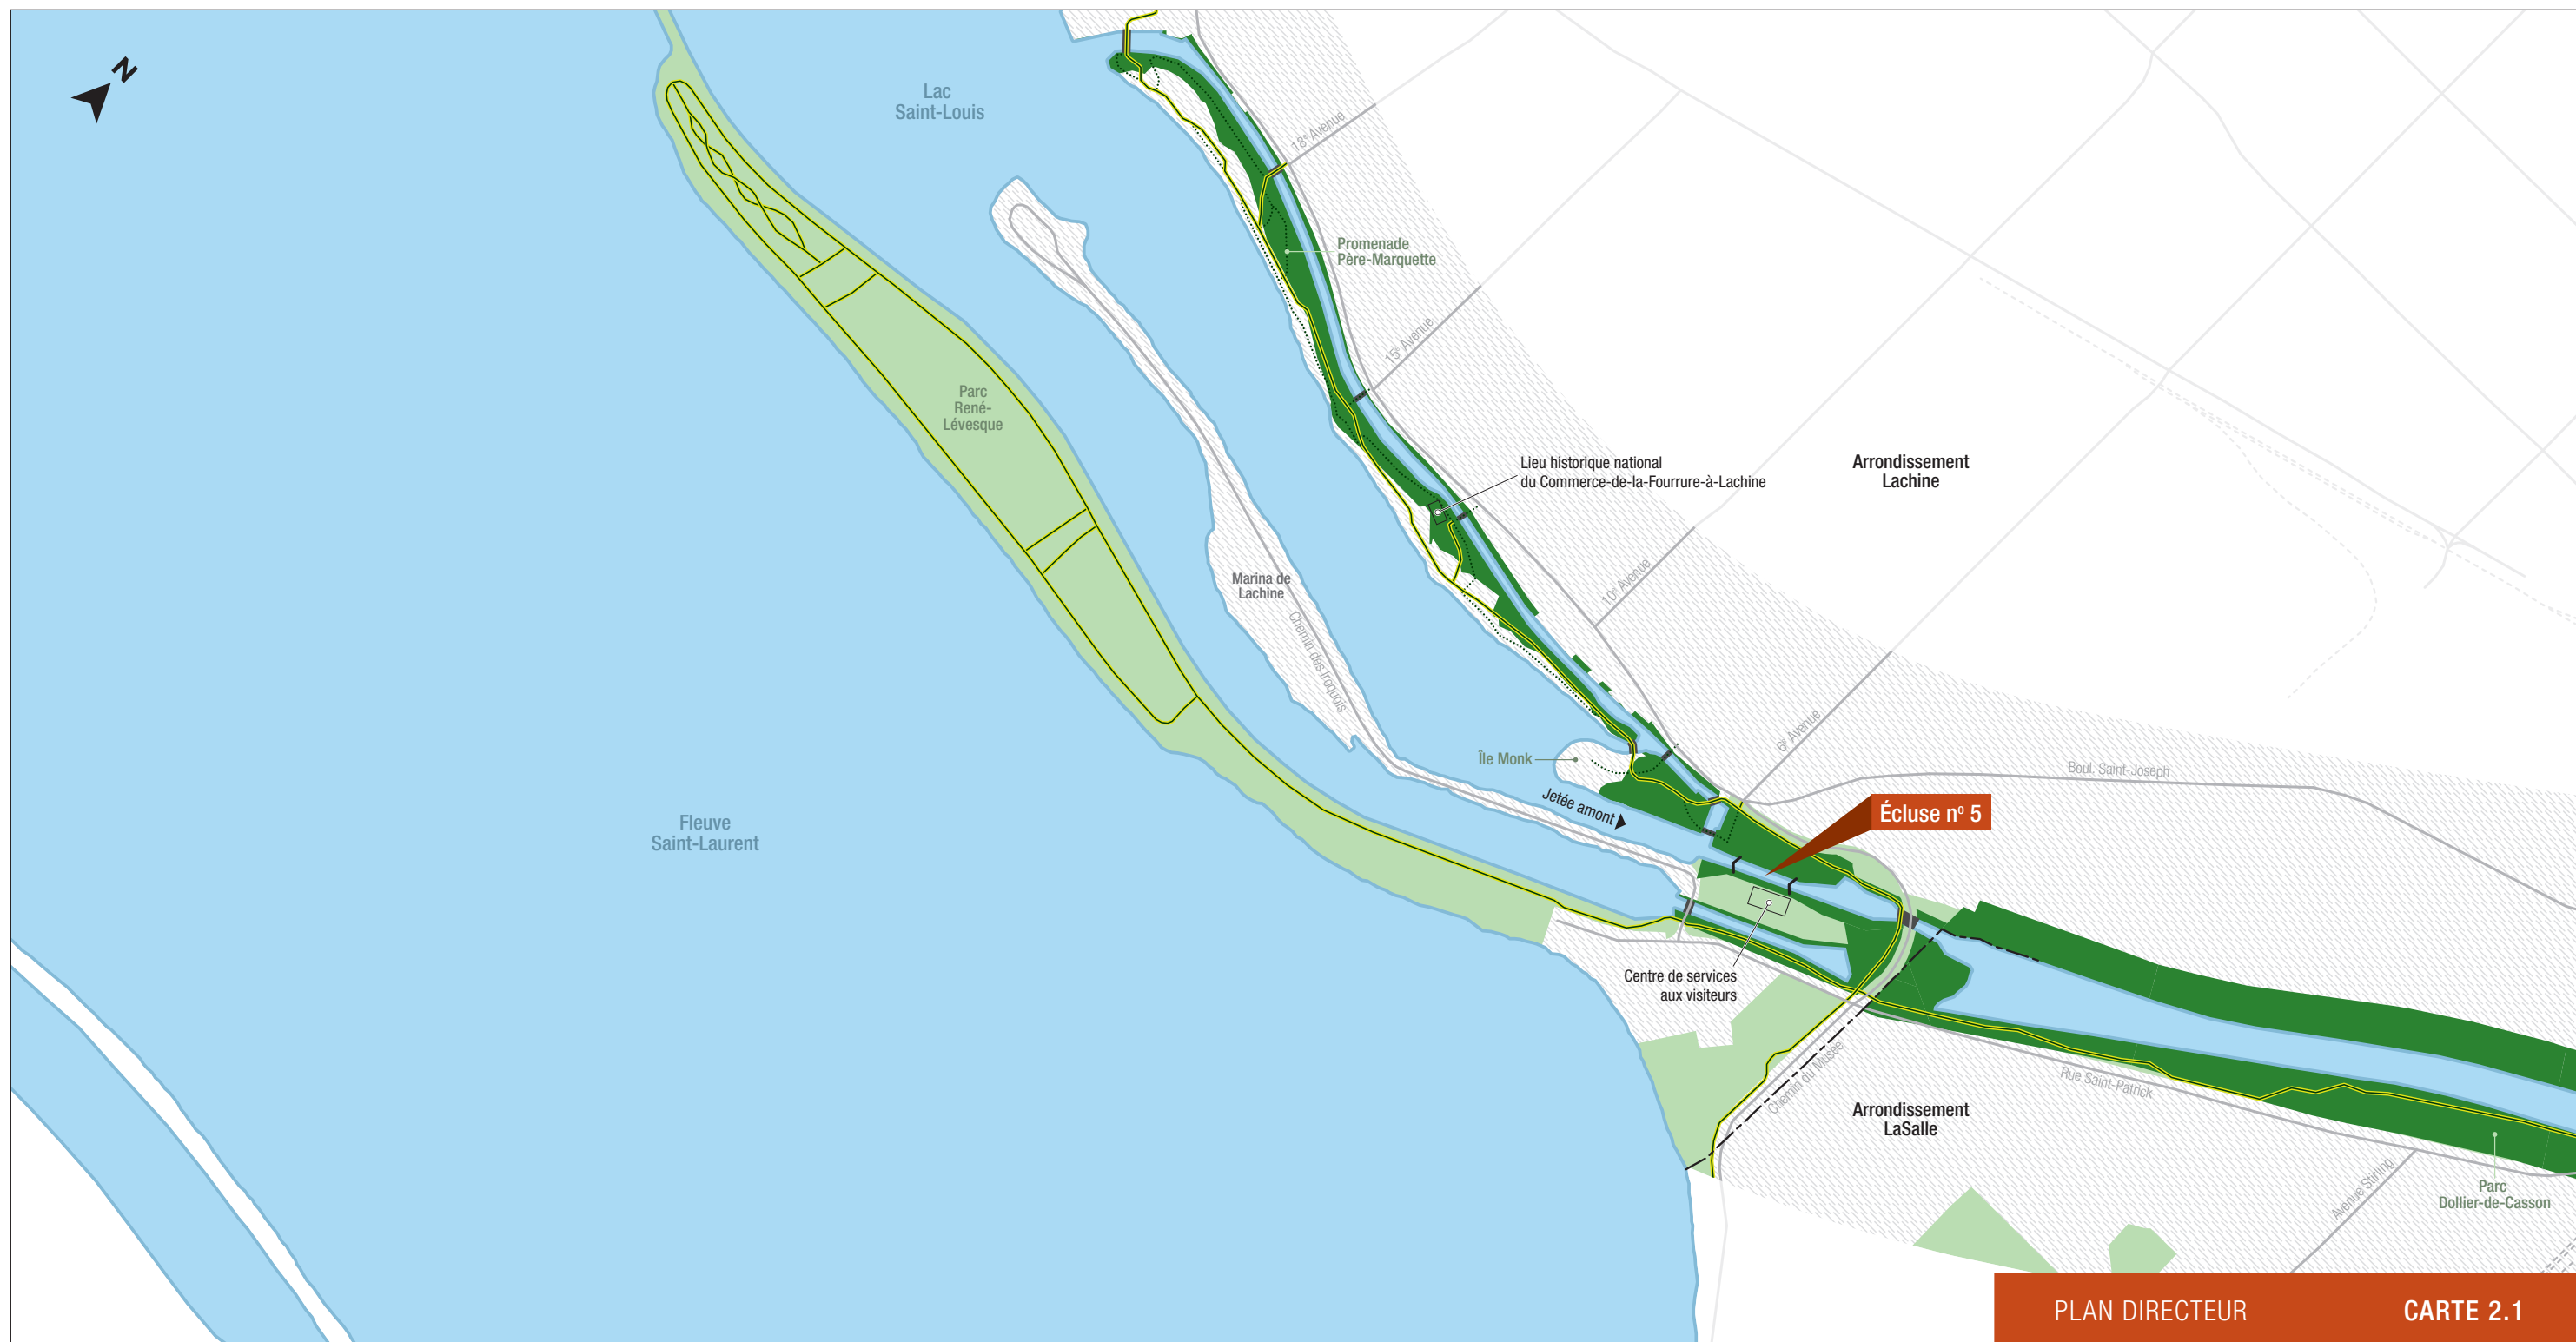 N
Lac
Saint-Louis
18e Avenue
Promenade
Père-Marquette
15e Avenue
Parc
René-
Lévesque
Lieu historique national
du Commerce-de-la-Fourrure-à-Lachine
Arrondissement
Lachine
Marina de
Lachine
10e Avenue
Chemin des Iroquois
6e Avenue
Île Monk
Boul. Saint-Joseph
Jetée amont
Écluse no 5
Fleuve
Saint-Laurent
Centre de services
aux visiteurs
Chemin du Musée
Rue Saint-Patrick
Arrondissement
LaSalle
Avenue Stirling
Parc
Dollier-de-Casson
PLAN DIRECTEUR
CARTE 2.1